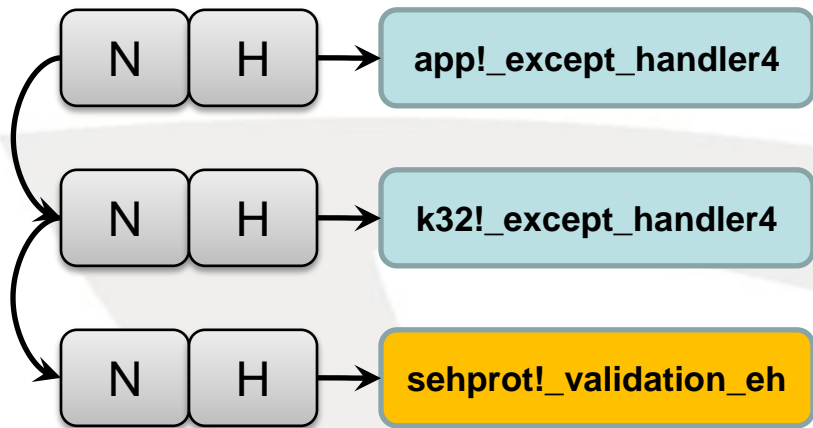 N H app!_except_handler4
N H k32!_except_handler4
N H sehprot!_validation_eh